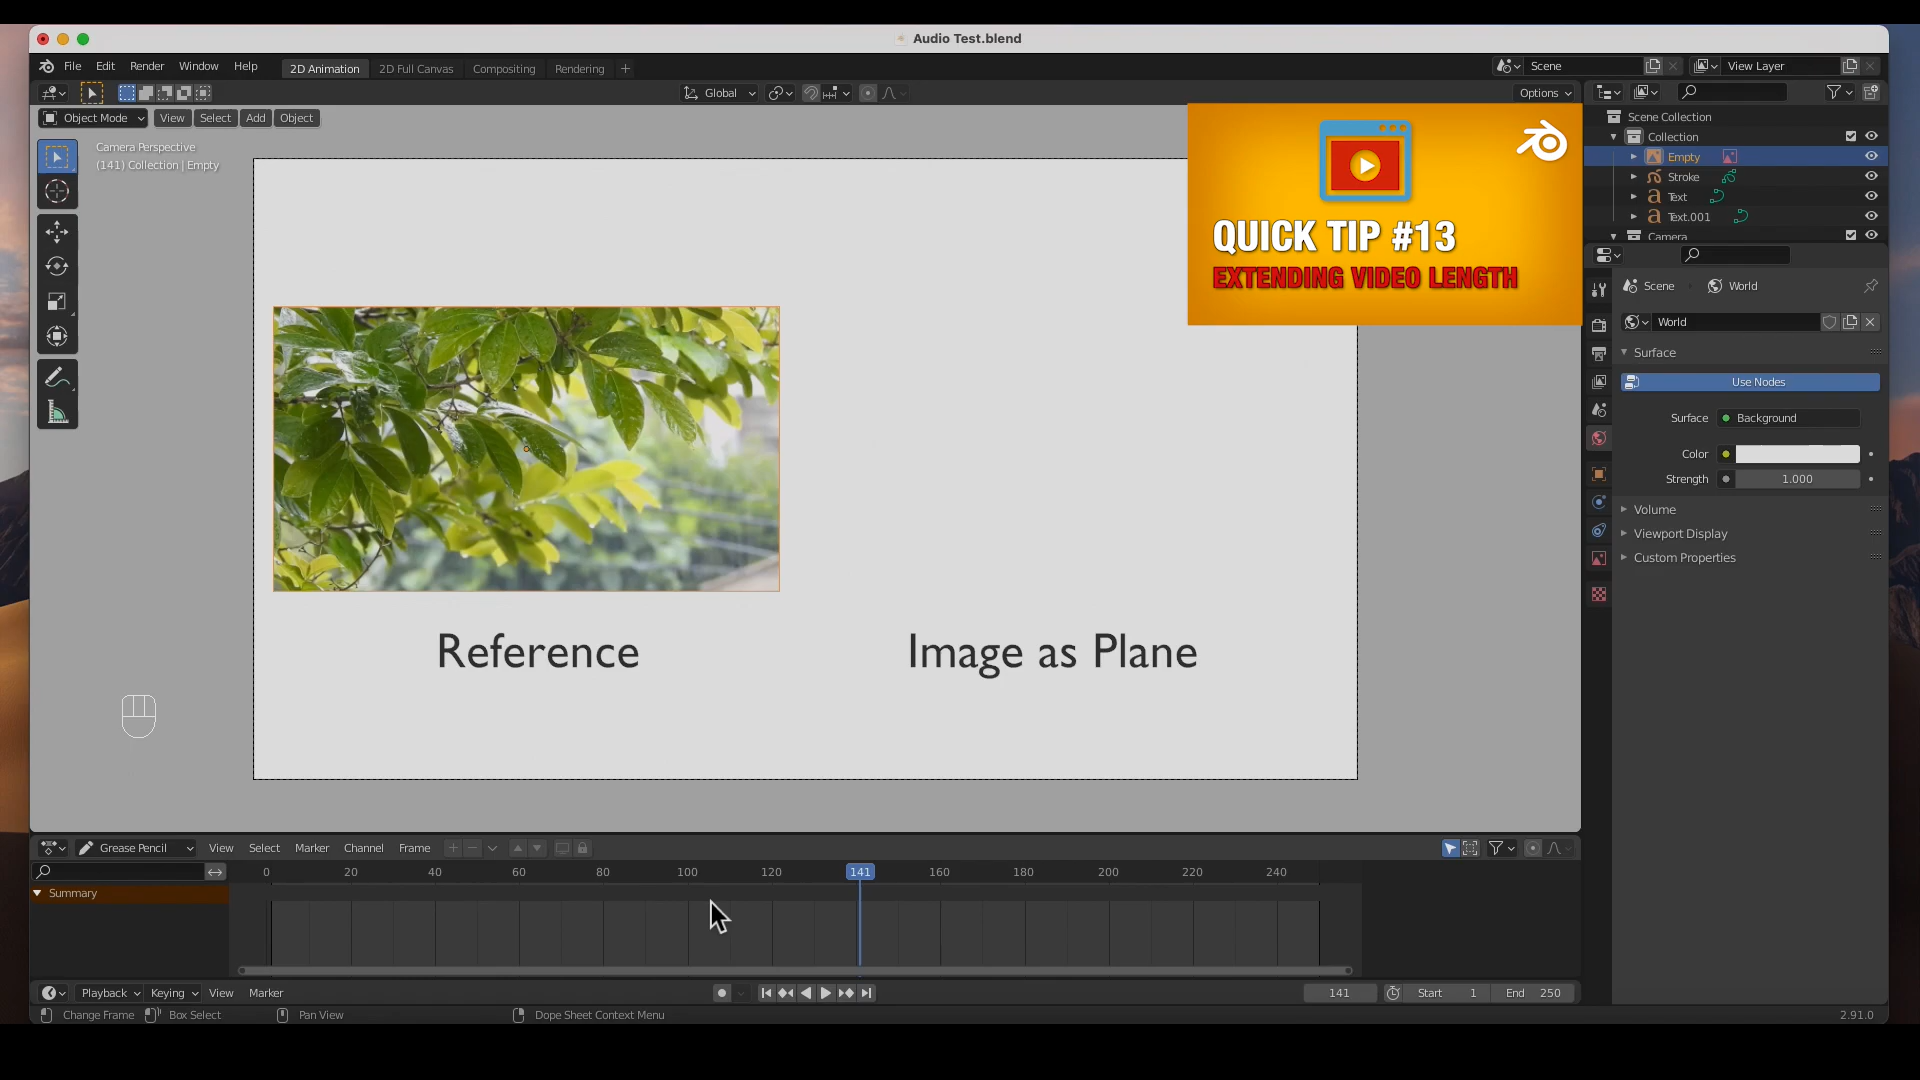 Audio Test.blend
File Edit Render Window Help 2D Animation 2D Full Canvas Compositing Rendering + Scene View Layer
Global Options
Object Mode View Select Add Object
Camera Perspective
(141) Collection | Empty
QUICK TIP #13
EXTENDING VIDEO LENGTH
Reference
Image as Plane
Scene Collection
Collection
Empty
Stroke
Text
Text.001
Camera
Scene World
World
Surface
Use Nodes
Surface Background
Color
Strength 1.000
Volume
Viewport Display
Custom Properties
Grease Pencil View Select Marker Channel Frame
0 20 40 60 80 100 120 141 160 180 200 220 240
Summary
Playback Keying View Marker 141 Start 1 End 250
Change Frame Box Select Pan View Dope Sheet Context Menu 2.91.0